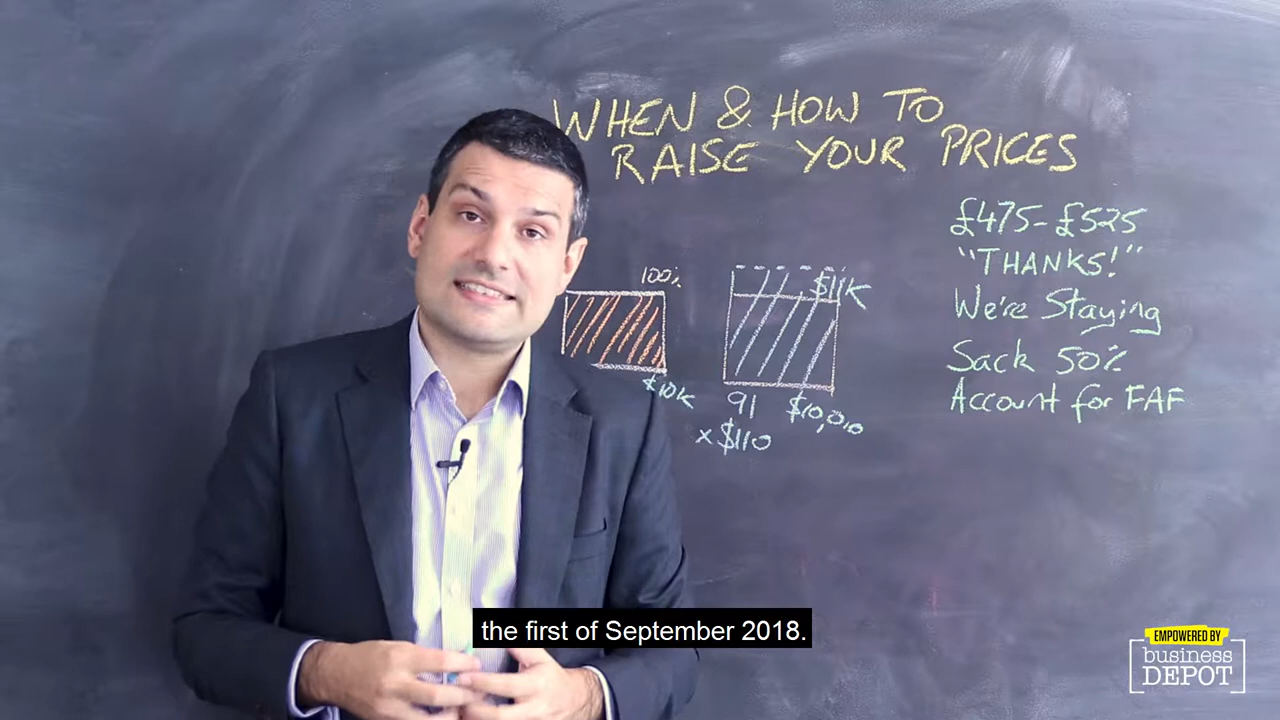 WHEN & HOW TO
RAISE YOUR PRICES
£475-£525
"THANKS!"
We're Staying
Sack 50%
Account for FAF
100%
$10K
$11K
91
$10,010
x $110
the first of September 2018.
EMPOWERED BY
business
DEPOT